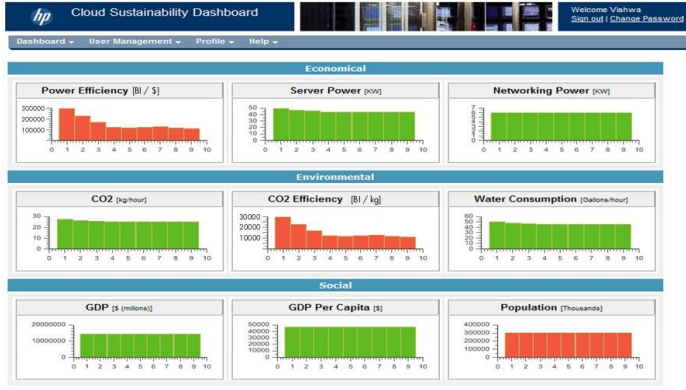 hp Cloud Sustainability Dashboard
Welcome Vishwa
Sign out | Change Password
Dashboard User Management Profile Help
Economical
Power Efficiency [BI / $] Server Power [KW] Networking Power [KW]
300000
200000
100000
0 1 2 3 4 5 6 7 8 9 10
50
40
30
20
10
0
0 1 2 3 4 5 6 7 8 9 10
7
6
5
4
3
2
1
0
0 1 2 3 4 5 6 7 8 9 10
Environmental
CO2 [kg/hour] CO2 Efficiency [BI / kg] Water Consumption [Gallons/hour]
30
20
10
0
0 1 2 3 4 5 6 7 8 9 10
30000
20000
10000
0 1 2 3 4 5 6 7 8 9 10
60
50
40
30
20
10
0
0 1 2 3 4 5 6 7 8 9 10
Social
GDP [$ (millions)] GDP Per Capita [$] Population [Thousands]
20000000
10000000
0
0 1 2 3 4 5 6 7 8 9 10
50000
40000
30000
20000
10000
0
0 1 2 3 4 5 6 7 8 9 10
400000
300000
200000
100000
0
0 1 2 3 4 5 6 7 8 9 10